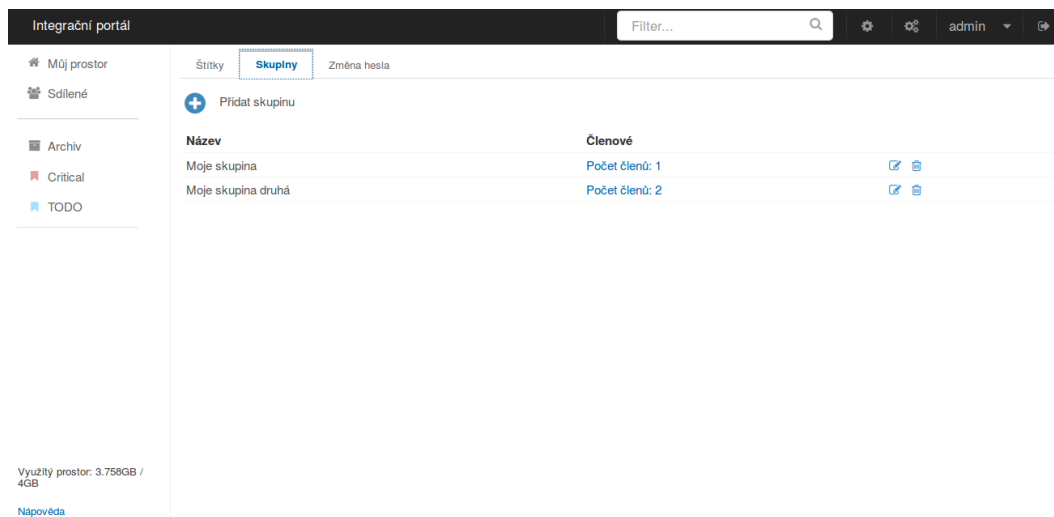 Integrační portál
Filter...
admin
Můj prostor
Sdílené
Archiv
Critical
TODO
Štítky
Skupiny
Změna hesla
Přidat skupinu
Název
Členové
Moje skupina
Počet členů: 1
Moje skupina druhá
Počet členů: 2
Využitý prostor: 3.758GB /
4GB
Nápověda